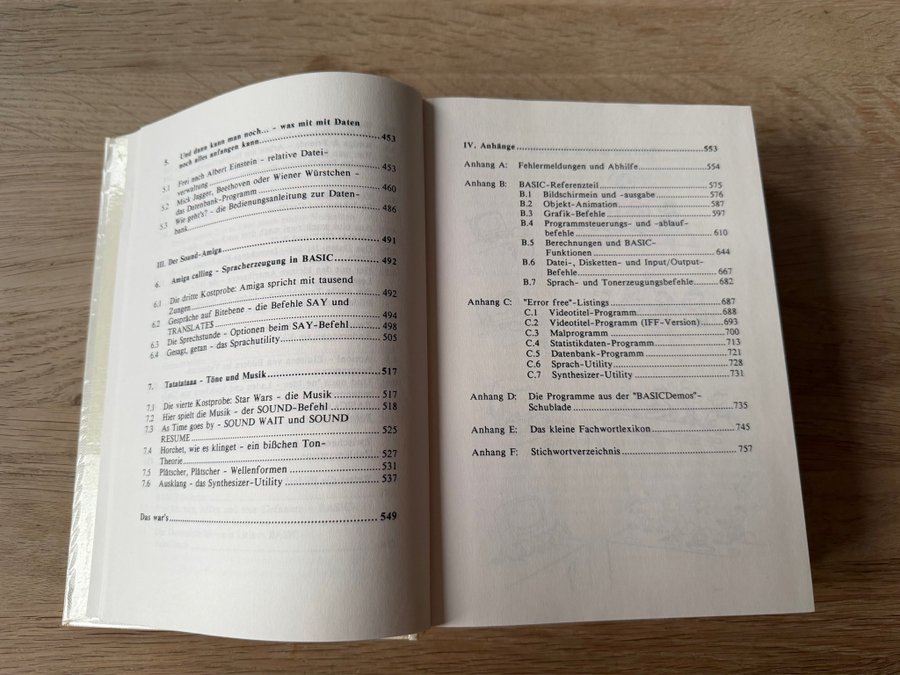 5. Und dann kann man noch... - was mit mit Daten
noch alles anfangen kann 453
5.1 Frei nach Albert Einstein - relative Datei-
verwaltung 453
5.2 Mick Jagger, Beethoven oder Wiener Würstchen -
das Datenbank-Programm 460
5.3 Wie geht's? - die Bedienungsanleitung zur Daten-
bank 486
III. Der Sound-Amiga 491
6. Amiga calling - Spracherzeugung in BASIC 492
6.1 Die dritte Kostprobe: Amiga spricht mit tausend
Zungen 492
6.2 Gespräche auf Bitebene - die Befehle SAY und
TRANSLATE$ 494
6.3 Die Sprechstunde - Optionen beim SAY-Befehl 498
6.4 Gesagt, getan - das Sprachutility 505
7. Tatatataaa - Töne und Musik 517
7.1 Die vierte Kostprobe: Star Wars - die Musik 517
7.2 Hier spielt die Musik - der SOUND-Befehl 518
7.3 As Time goes by - SOUND WAIT und SOUND
RESUME 525
7.4 Horchet, wie es klinget - ein bißchen Ton-
Theorie 527
7.5 Plätscher, Plätscher - Wellenformen 531
7.6 Ausklang - das Synthesizer-Utility 537
Das war's 549
IV. Anhänge 553
Anhang A: Fehlermeldungen und Abhilfe 554
Anhang B: BASIC-Referenzteil 575
B.1 Bildschirmein und -ausgabe 576
B.2 Objekt-Animation 587
B.3 Grafik-Befehle 597
B.4 Programmsteuerungs- und -ablauf-
befehle 610
B.5 Berechnungen und BASIC-
Funktionen 644
B.6 Datei-, Disketten- und Input/Output-
Befehle 667
B.7 Sprach- und Tonerzeugungsbefehle 682
Anhang C: "Error free"-Listings 687
C.1 Videotitel-Programm 688
C.2 Videotitel-Programm (IFF-Version) 693
C.3 Malprogramm 700
C.4 Statistikdaten-Programm 713
C.5 Datenbank-Programm 721
C.6 Sprach-Utility 728
C.7 Synthesizer-Utility 731
Anhang D: Die Programme aus der "BASICDemos"-
Schublade 735
Anhang E: Das kleine Fachwortlexikon 745
Anhang F: Stichwortverzeichnis 757